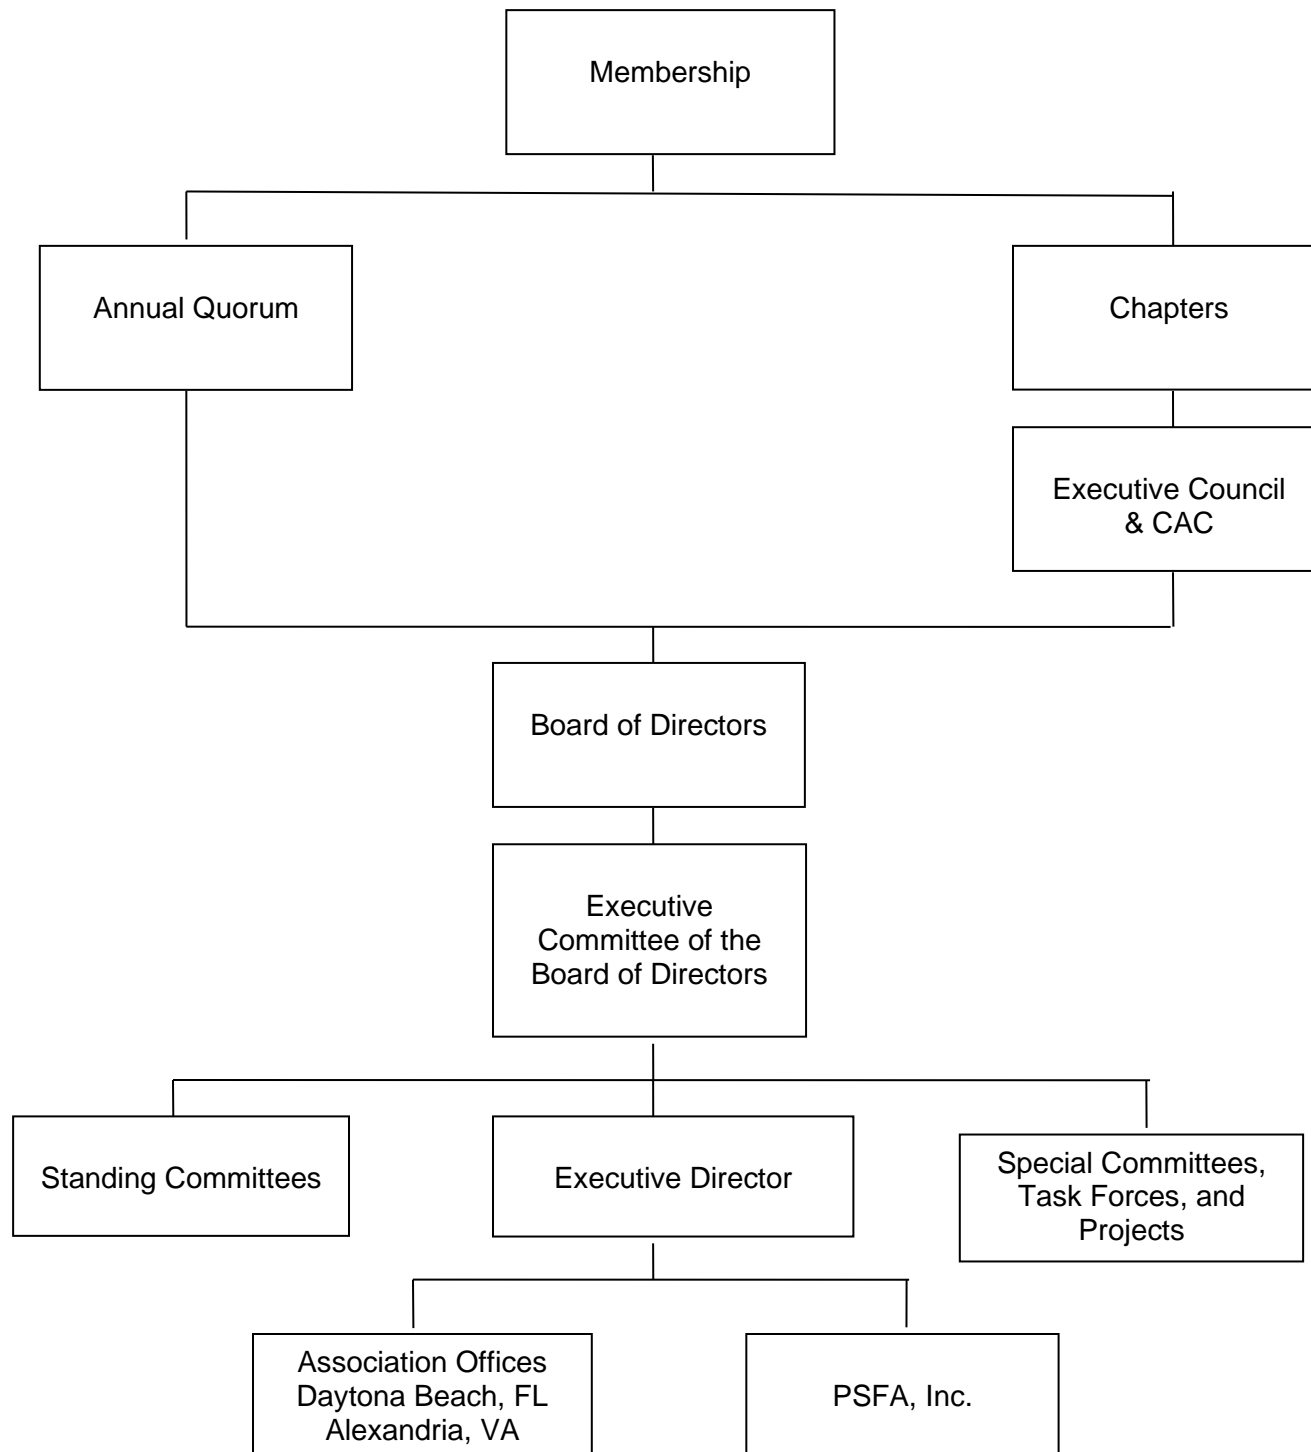 Membership
Annual Quorum
Chapters
Executive Council
& CAC
Board of Directors
Executive
Committee of the
Board of Directors
Standing Committees
Executive Director
Special Committees,
Task Forces, and
Projects
Association Offices
Daytona Beach, FL
Alexandria, VA
PSFA, Inc.